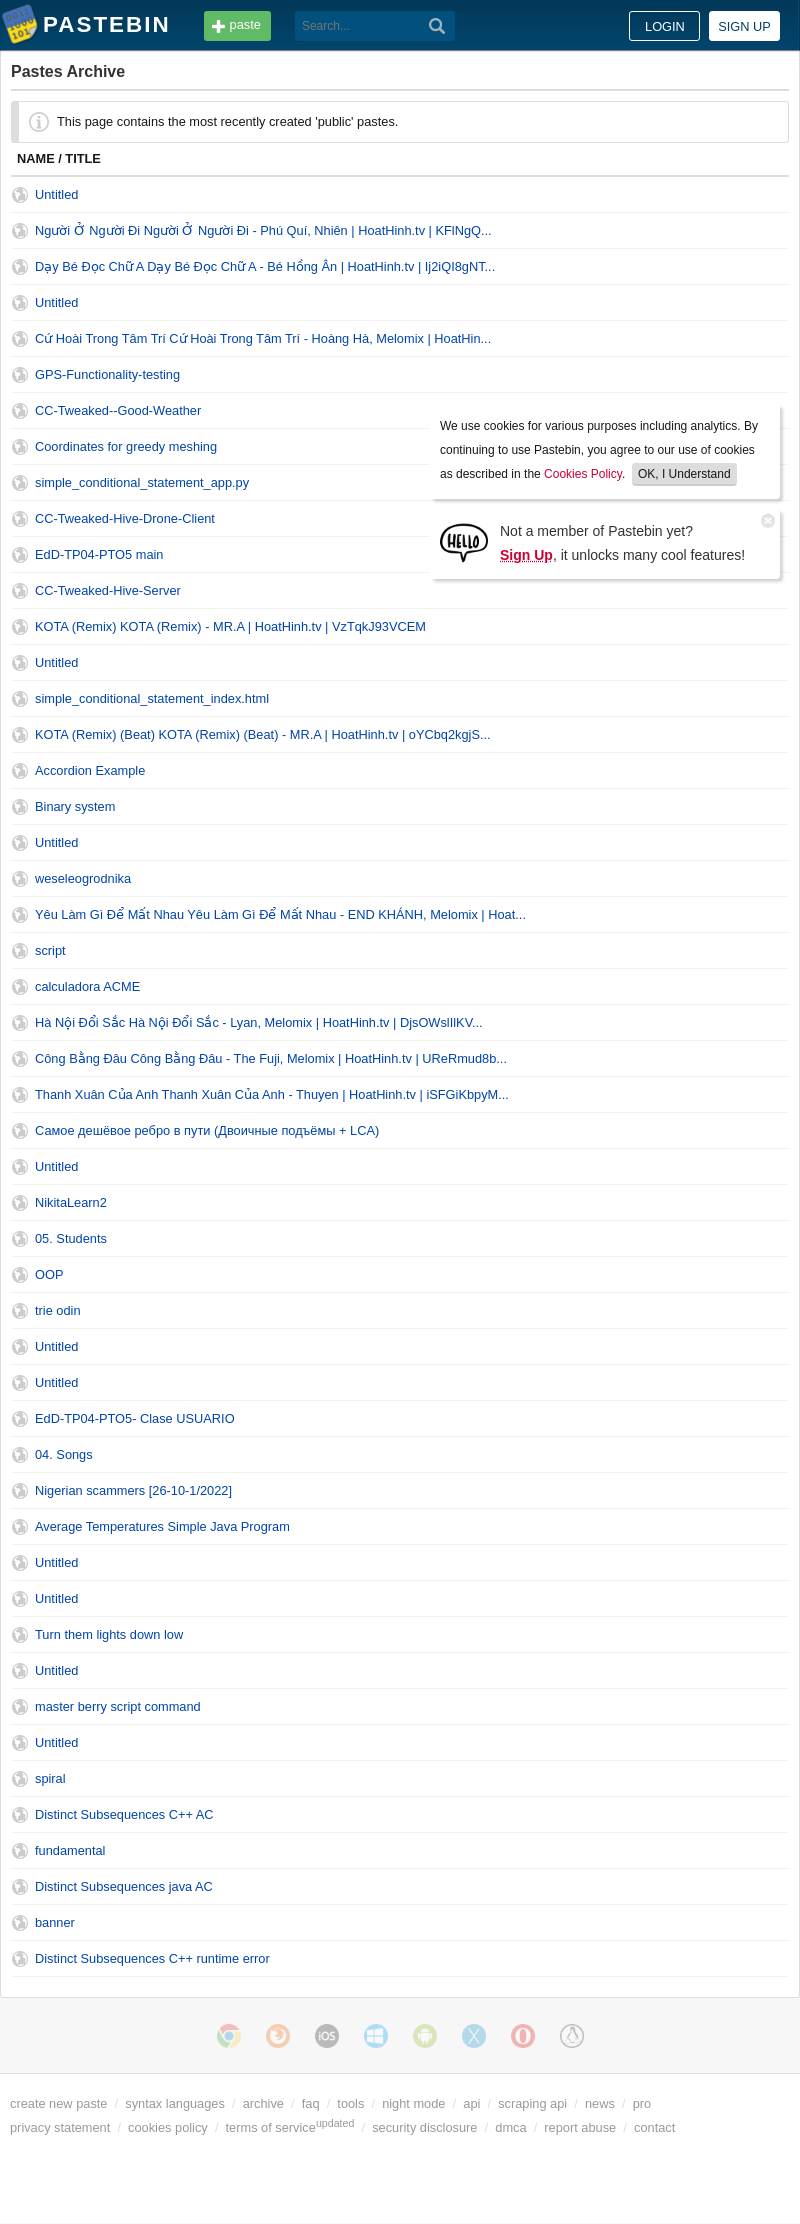 PASTEBIN
paste
Search...
LOGIN
SIGN UP
Pastes Archive
This page contains the most recently created 'public' pastes.
NAME / TITLE
Untitled
Người Ở Người Đi Người Ở Người Đi - Phú Quí, Nhiên | HoatHinh.tv | KFlNgQ...
Dạy Bé Đọc Chữ A Dạy Bé Đọc Chữ A - Bé Hồng Ân | HoatHinh.tv | Ij2iQI8gNT...
Untitled
Cứ Hoài Trong Tâm Trí Cứ Hoài Trong Tâm Trí - Hoàng Hà, Melomix | HoatHin...
GPS-Functionality-testing
CC-Tweaked--Good-Weather
Coordinates for greedy meshing
simple_conditional_statement_app.py
CC-Tweaked-Hive-Drone-Client
EdD-TP04-PTO5 main
CC-Tweaked-Hive-Server
We use cookies for various purposes including analytics. By
continuing to use Pastebin, you agree to our use of cookies
as described in the Cookies Policy. OK, I Understand
HELLO
Not a member of Pastebin yet?
Sign Up, it unlocks many cool features!
KOTA (Remix) KOTA (Remix) - MR.A | HoatHinh.tv | VzTqkJ93VCEM
Untitled
simple_conditional_statement_index.html
KOTA (Remix) (Beat) KOTA (Remix) (Beat) - MR.A | HoatHinh.tv | oYCbq2kgjS...
Accordion Example
Binary system
Untitled
weseleogrodnika
Yêu Làm Gì Để Mất Nhau Yêu Làm Gì Để Mất Nhau - END KHÁNH, Melomix | Hoat...
script
calculadora ACME
Hà Nội Đổi Sắc Hà Nội Đổi Sắc - Lyan, Melomix | HoatHinh.tv | DjsOWslIlKV...
Công Bằng Đâu Công Bằng Đâu - The Fuji, Melomix | HoatHinh.tv | UReRmud8b...
Thanh Xuân Của Anh Thanh Xuân Của Anh - Thuyen | HoatHinh.tv | iSFGiKbpyM...
Самое дешёвое ребро в пути (Двоичные подъёмы + LCA)
Untitled
NikitaLearn2
05. Students
OOP
trie odin
Untitled
Untitled
EdD-TP04-PTO5- Clase USUARIO
04. Songs
Nigerian scammers [26-10-1/2022]
Average Temperatures Simple Java Program
Untitled
Untitled
Turn them lights down low
Untitled
master berry script command
Untitled
spiral
Distinct Subsequences C++ AC
fundamental
Distinct Subsequences java AC
banner
Distinct Subsequences C++ runtime error
iOS
create new paste / syntax languages / archive / faq / tools / night mode / api / scraping api / news / pro
privacy statement / cookies policy / terms of service updated / security disclosure / dmca / report abuse / contact